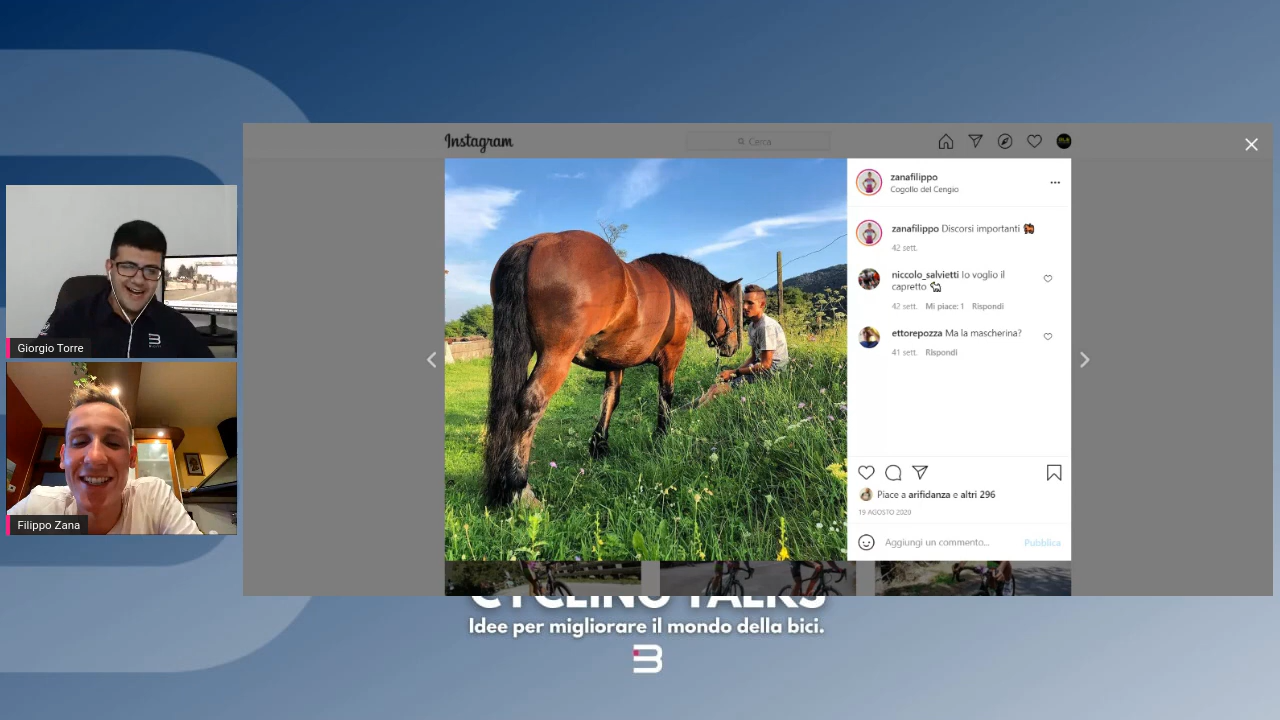 Instagram
Cerca
zanafilippo
Cogollo del Cengio
zanafilippo Discorsi importanti
42 sett.
niccolo_salvietti Io voglio il
capretto
42 sett. Mi piace: 1 Rispondi
ettorepozza Ma la mascherina?
41 sett. Rispondi
Piace a arifidanza e altri 296
19 AGOSTO 2020
Aggiungi un commento... Pubblica
Giorgio Torre
Filippo Zana
CYCLING TALKS
Idee per migliorare il mondo della bici.